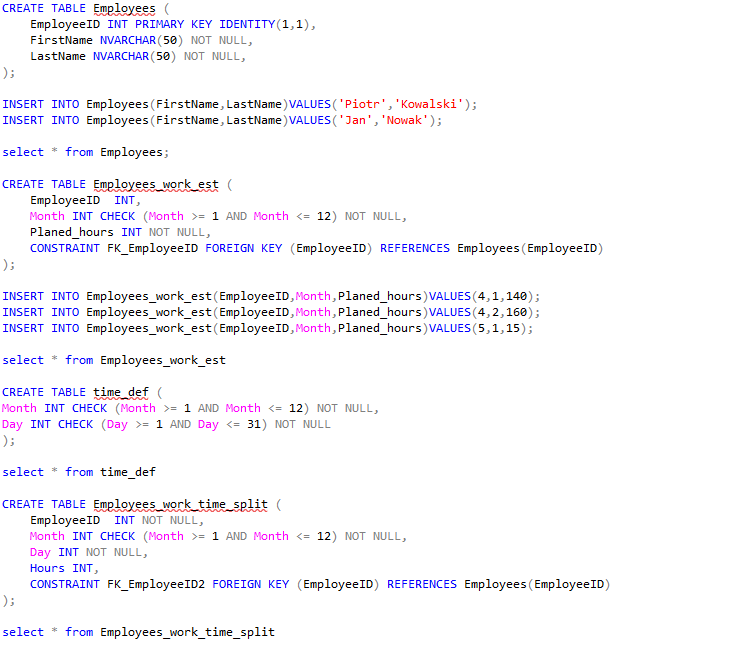 CREATE TABLE Employees (
    EmployeeID INT PRIMARY KEY IDENTITY(1,1),
    FirstName NVARCHAR(50) NOT NULL,
    LastName NVARCHAR(50) NOT NULL,
);

INSERT INTO Employees(FirstName,LastName)VALUES('Piotr','Kowalski');
INSERT INTO Employees(FirstName,LastName)VALUES('Jan','Nowak');

select * from Employees;

CREATE TABLE Employees_work_est (
    EmployeeID  INT,
    Month INT CHECK (Month >= 1 AND Month <= 12) NOT NULL,
    Planed_hours INT NOT NULL,
    CONSTRAINT FK_EmployeeID FOREIGN KEY (EmployeeID) REFERENCES Employees(EmployeeID)
);

INSERT INTO Employees_work_est(EmployeeID,Month,Planed_hours)VALUES(4,1,140);
INSERT INTO Employees_work_est(EmployeeID,Month,Planed_hours)VALUES(4,2,160);
INSERT INTO Employees_work_est(EmployeeID,Month,Planed_hours)VALUES(5,1,15);

select * from Employees_work_est

CREATE TABLE time_def (
Month INT CHECK (Month >= 1 AND Month <= 12) NOT NULL,
Day INT CHECK (Day >= 1 AND Day <= 31) NOT NULL
);

select * from time_def

CREATE TABLE Employees_work_time_split (
    EmployeeID  INT NOT NULL,
    Month INT CHECK (Month >= 1 AND Month <= 12) NOT NULL,
    Day INT NOT NULL,
    Hours INT,
    CONSTRAINT FK_EmployeeID2 FOREIGN KEY (EmployeeID) REFERENCES Employees(EmployeeID)
);

select * from Employees_work_time_split